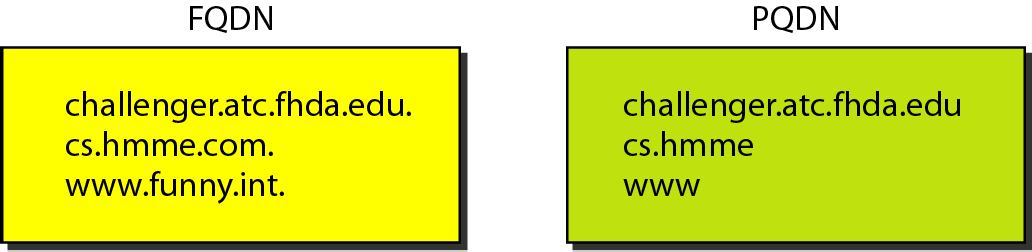 FQDN
challenger.atc.fhda.edu.
cs.hmme.com.
www.funny.int.
PQDN
challenger.atc.fhda.edu
cs.hmme
www